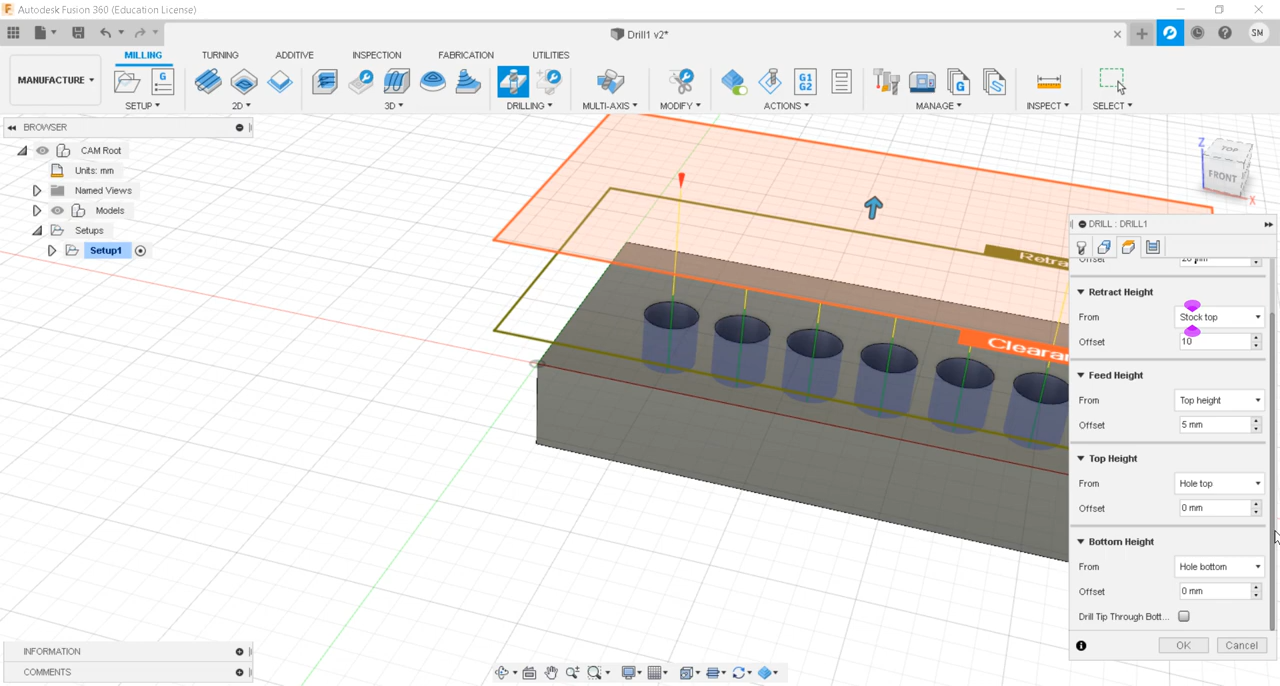 Autodesk Fusion 360 (Education License)
Drill1 v2*
SM
MILLING TURNING ADDITIVE INSPECTION FABRICATION UTILITIES
MANUFACTURE
G G1 G2 G S
SETUP 2D 3D DRILLING MULTI-AXIS MODIFY ACTIONS MANAGE INSPECT SELECT
BROWSER
CAM Root
Units: mm
Named Views
Models
Setups
Setup1
Z TOP
FRONT
X
DRILL : DRILL1
Offset
Retract Height
From Stock top
Offset 10
Feed Height
From Top height
Offset 5 mm
Top Height
From Hole top
Offset 0 mm
Bottom Height
From Hole bottom
Offset 0 mm
Drill Tip Through Bott...
OK Cancel
Retra
Clearan
INFORMATION
COMMENTS